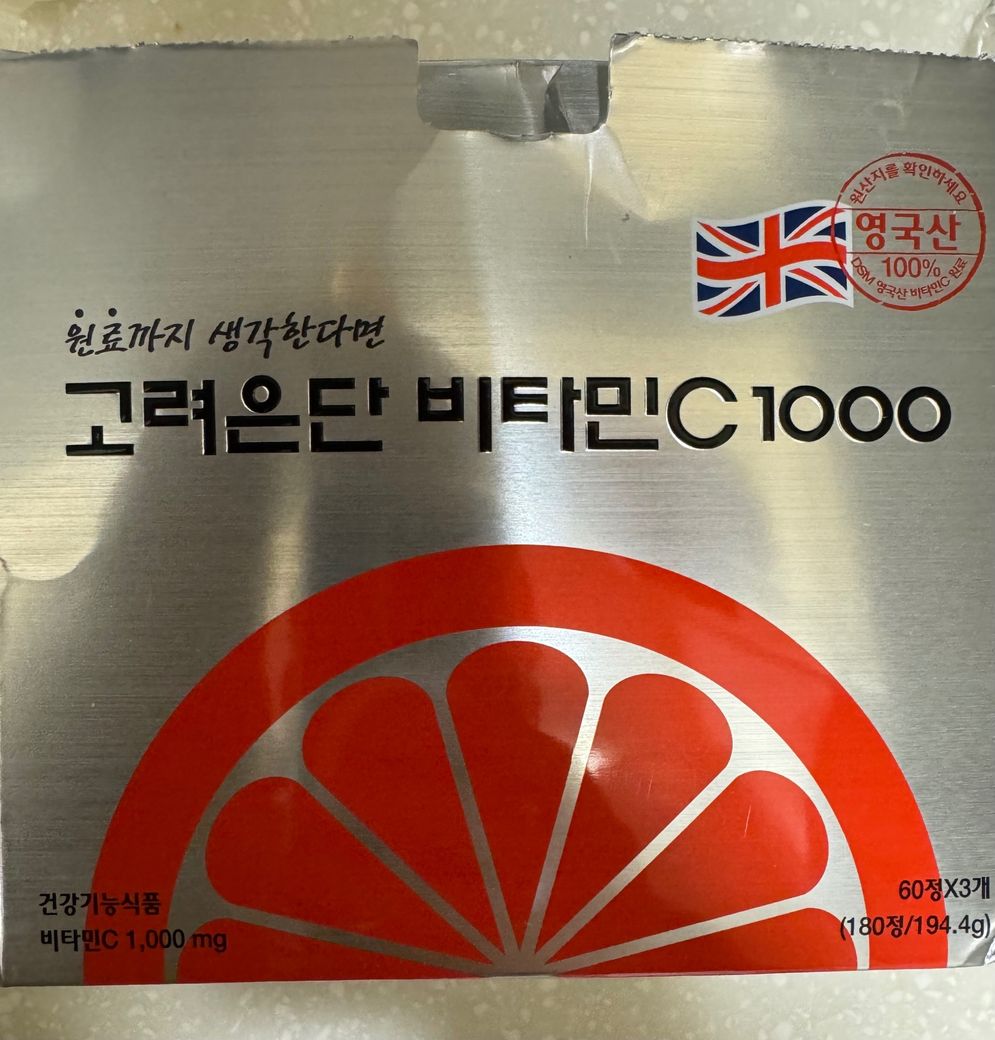 원산지를 확인하세요
영국산
100%
DSM 영국산 비타민C 원료
원료까지 생각한다면
고려은단 비타민C 1000
건강기능식품
비타민C 1,000 mg
60정X3개
(180정/194.4g)